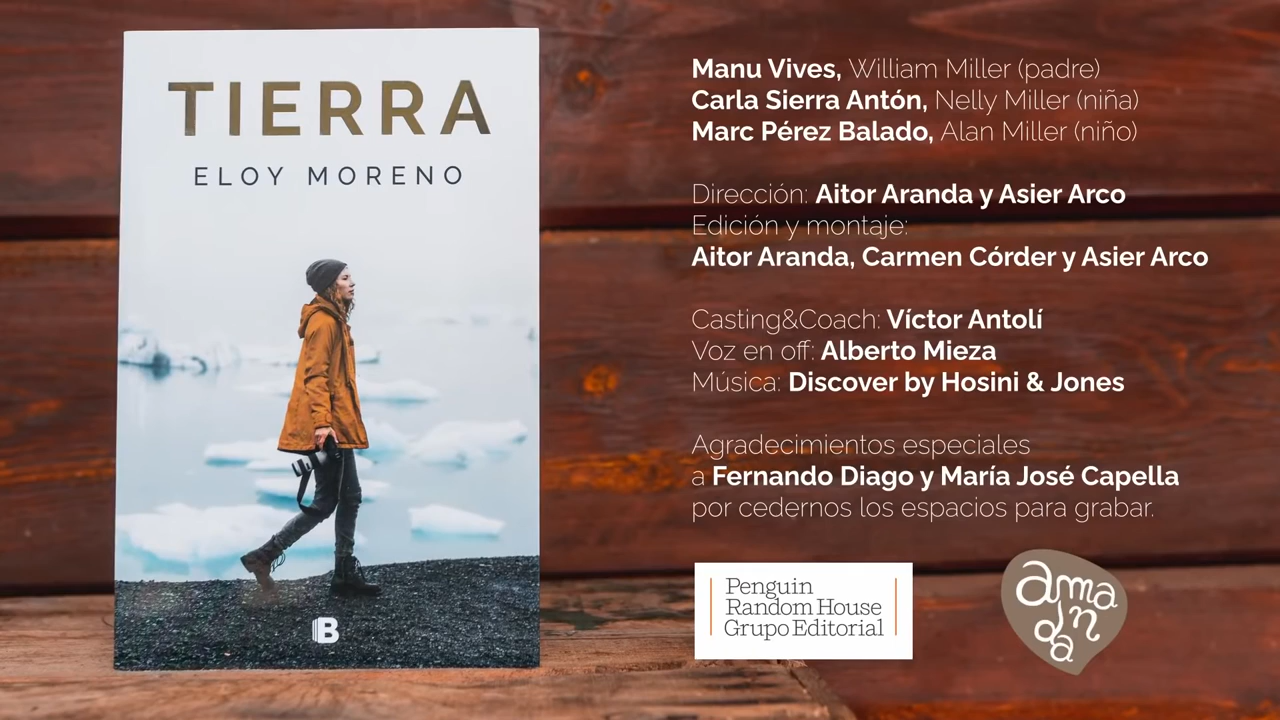 TIERRA
ELOY MORENO
B
Manu Vives, William Miller (padre)
Carla Sierra Antón, Nelly Miller (niña)
Marc Pérez Balado, Alan Miller (niño)
Dirección: Aitor Aranda y Asier Arco
Edición y montaje:
Aitor Aranda, Carmen Córder y Asier Arco
Casting&Coach: Víctor Antolí
Voz en off: Alberto Mieza
Música: Discover by Hosini & Jones
Agradecimientos especiales
a Fernando Diago y María José Capella
por cedernos los espacios para grabar.
Penguin
Random House
Grupo Editorial
amanda